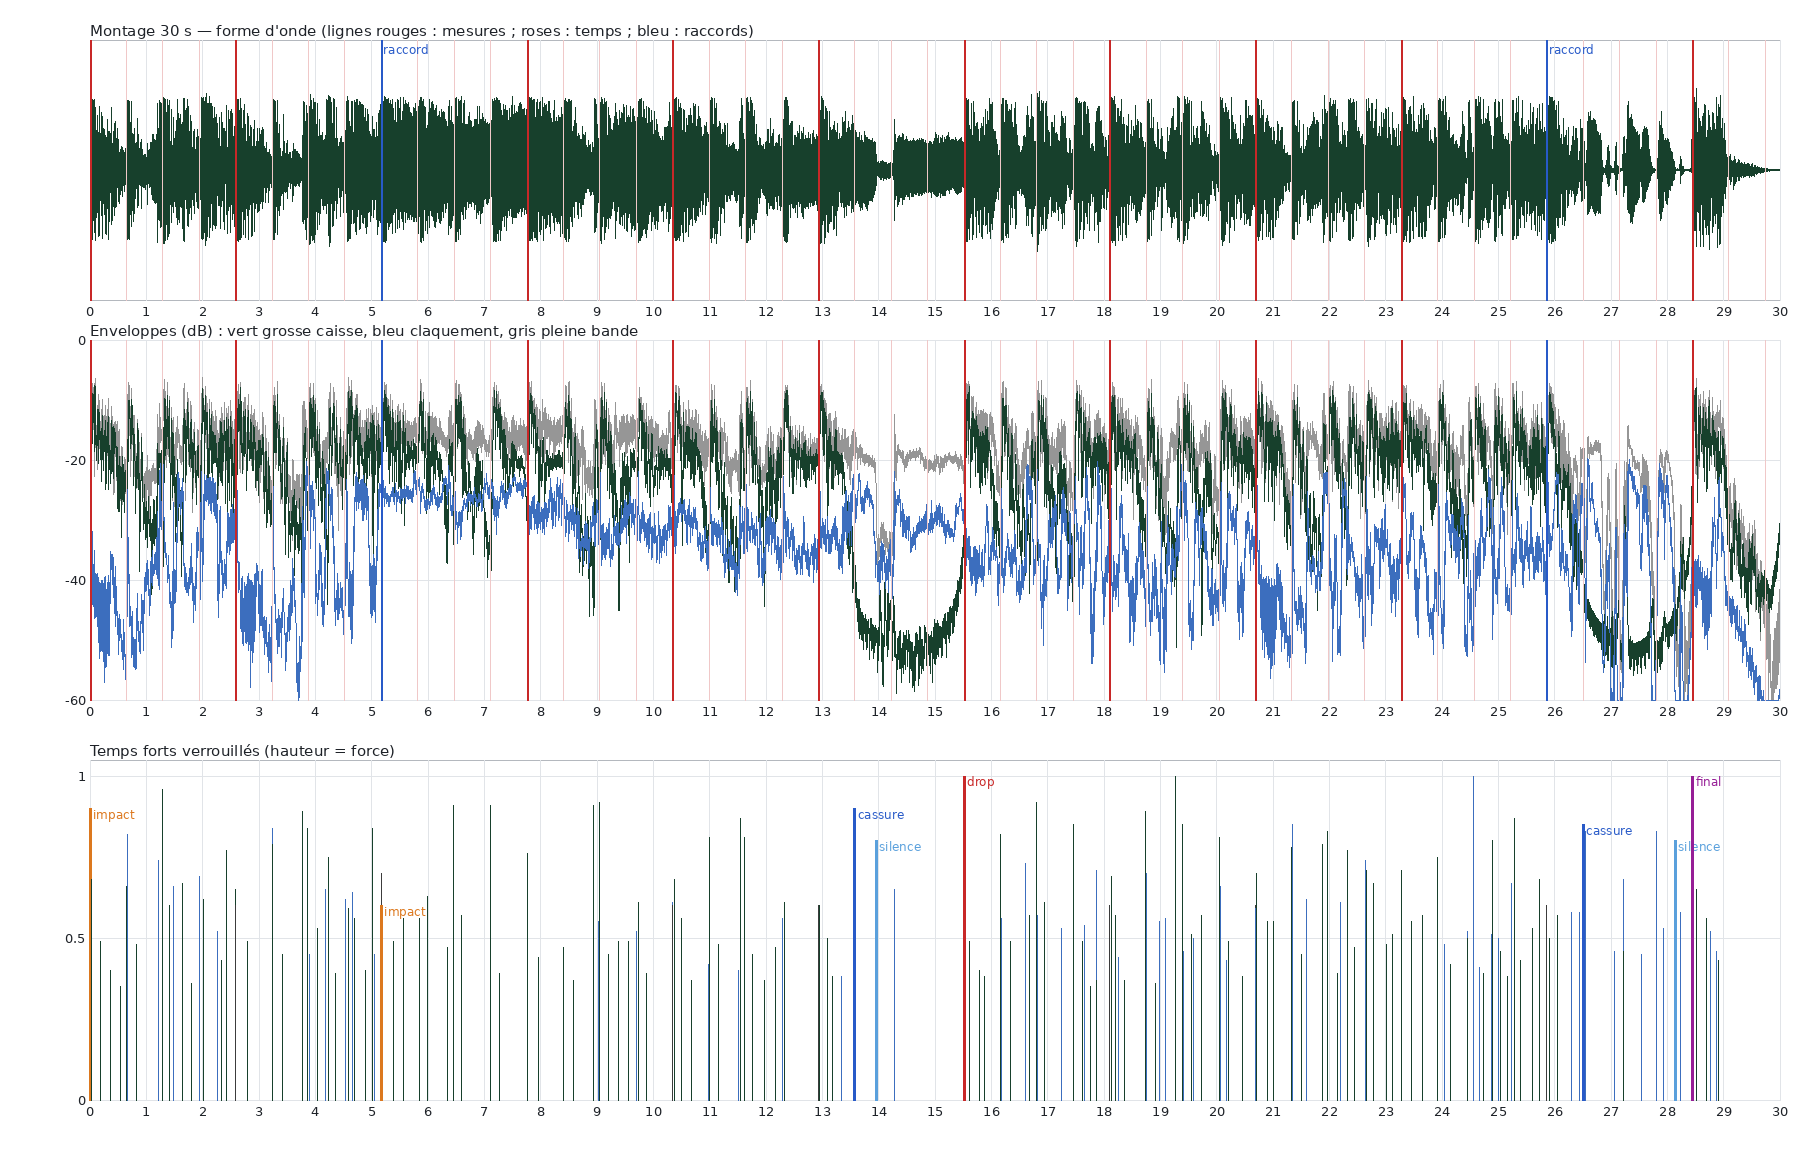 Montage 30 s — forme d'onde (lignes rouges : mesures ; roses : temps ; bleu : raccords)
raccord raccord
0 1 2 3 4 5 6 7 8 9 10 11 12 13 14 15 16 17 18 19 20 21 22 23 24 25 26 27 28 29 30
Enveloppes (dB) : vert grosse caisse, bleu claquement, gris pleine bande
0
-20
-40
-60
0 1 2 3 4 5 6 7 8 9 10 11 12 13 14 15 16 17 18 19 20 21 22 23 24 25 26 27 28 29 30
Temps forts verrouillés (hauteur = force)
1
drop final
impact cassure
cassure
silence silence
impact
0.5
0
0 1 2 3 4 5 6 7 8 9 10 11 12 13 14 15 16 17 18 19 20 21 22 23 24 25 26 27 28 29 30